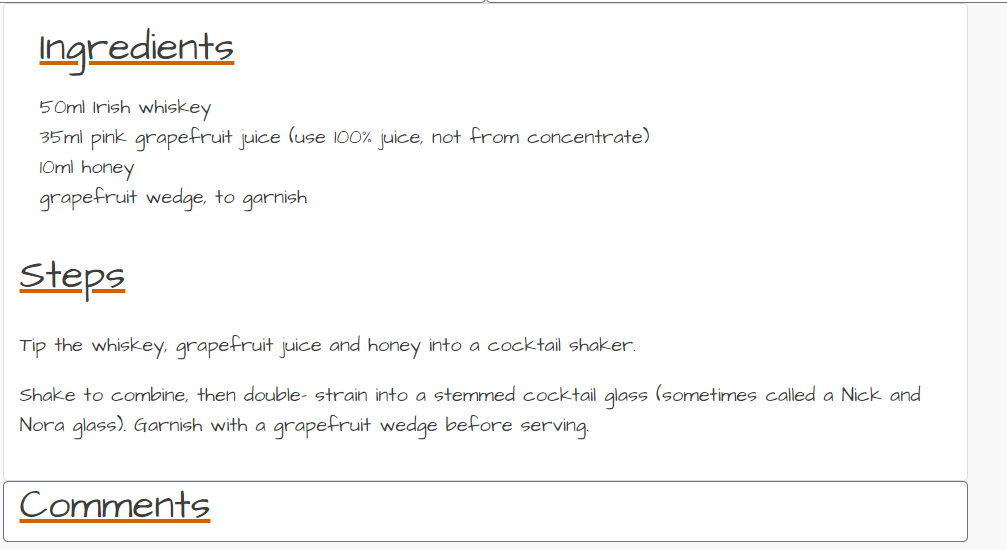 Ingredients
50ml Irish whiskey
35ml pink grapefruit juice (use 100% juice, not from concentrate)
10ml honey
grapefruit wedge, to garnish
Steps
Tip the whiskey, grapefruit juice and honey into a cocktail shaker.
Shake to combine, then double- strain into a stemmed cocktail glass (sometimes called a Nick and
Nora glass). Garnish with a grapefruit wedge before serving.
Comments